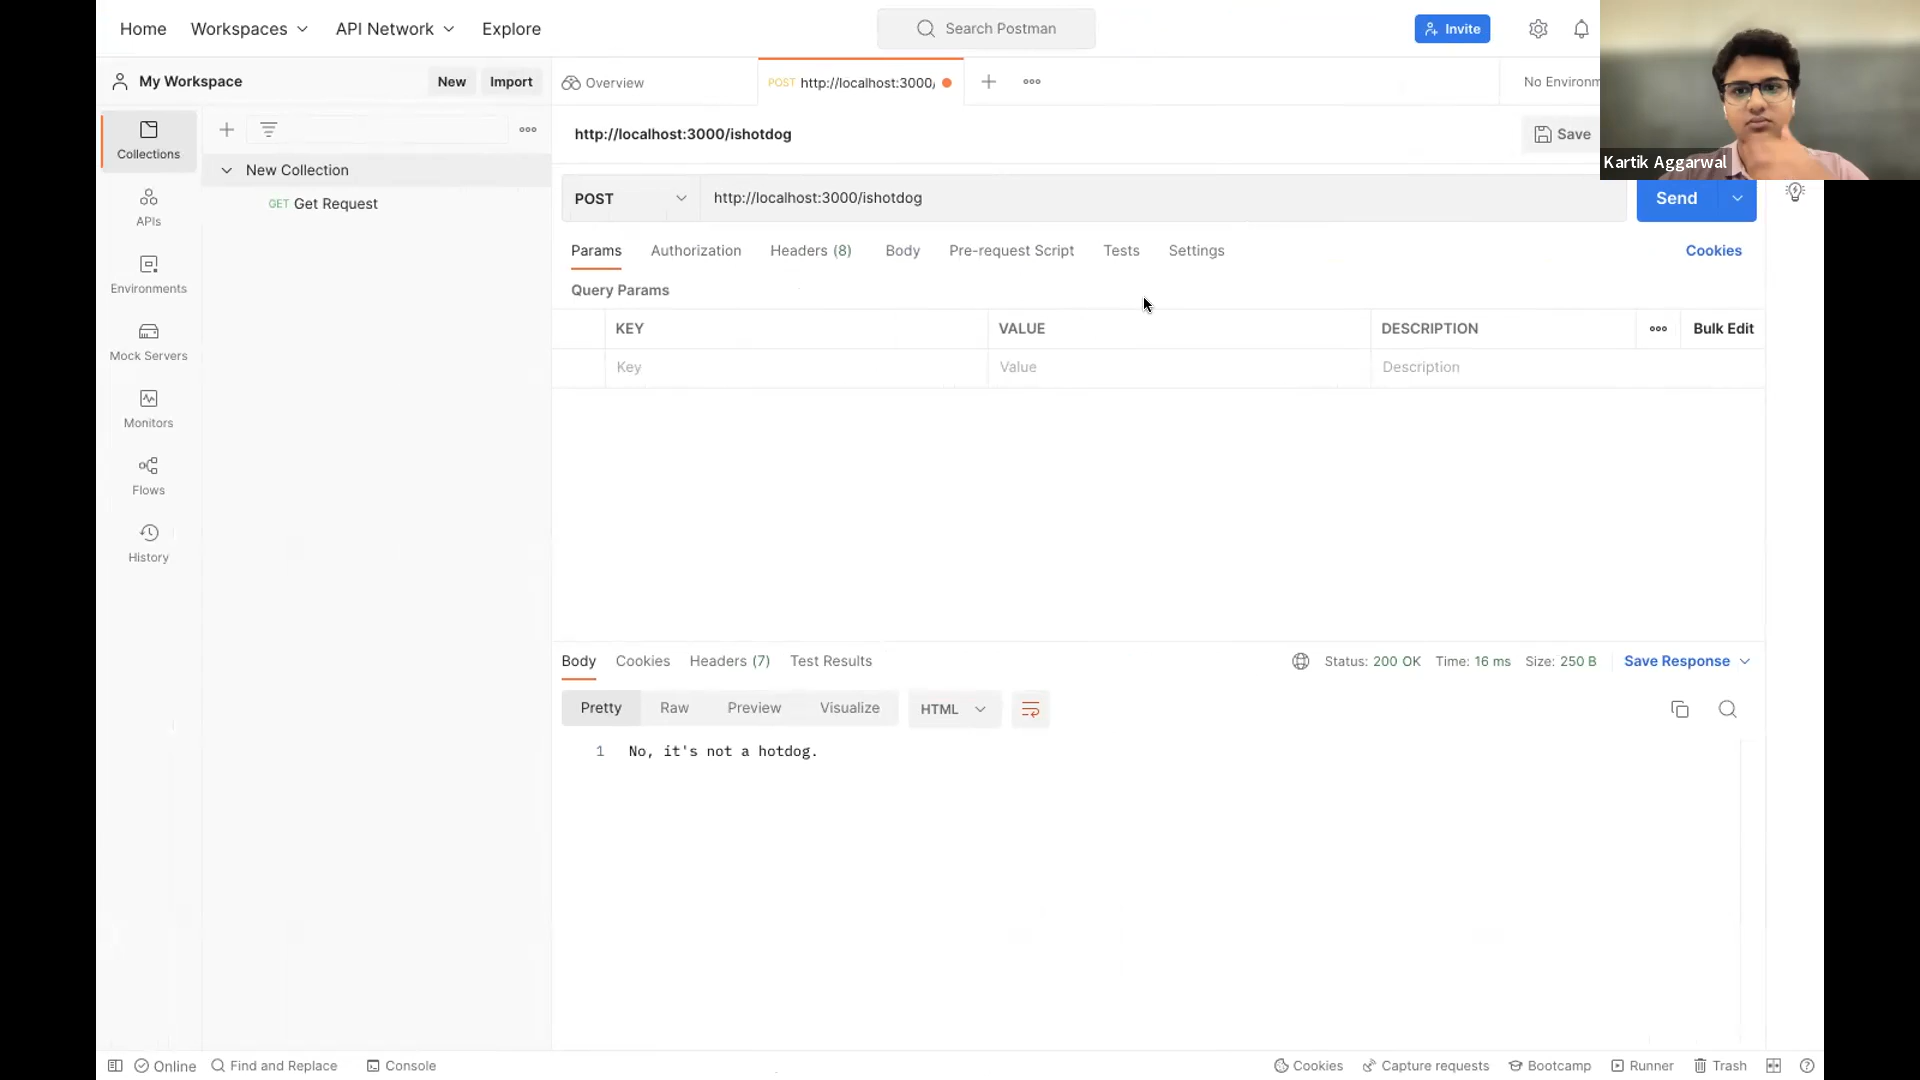 Home Workspaces API Network Explore Search Postman Invite
My Workspace New Import Overview POST http://localhost:3000/ No Environm
Collections
APIs
Environments
Mock Servers
Monitors
Flows
History
New Collection
GET Get Request
http://localhost:3000/ishotdog Save
Kartik Aggarwal
POST http://localhost:3000/ishotdog Send
Params Authorization Headers (8) Body Pre-request Script Tests Settings Cookies
Query Params
KEY VALUE DESCRIPTION Bulk Edit
Key Value Description
Body Cookies Headers (7) Test Results Status: 200 OK Time: 16 ms Size: 250 B Save Response
Pretty Raw Preview Visualize HTML
1 No, it's not a hotdog.
Online Find and Replace Console Cookies Capture requests Bootcamp Runner Trash